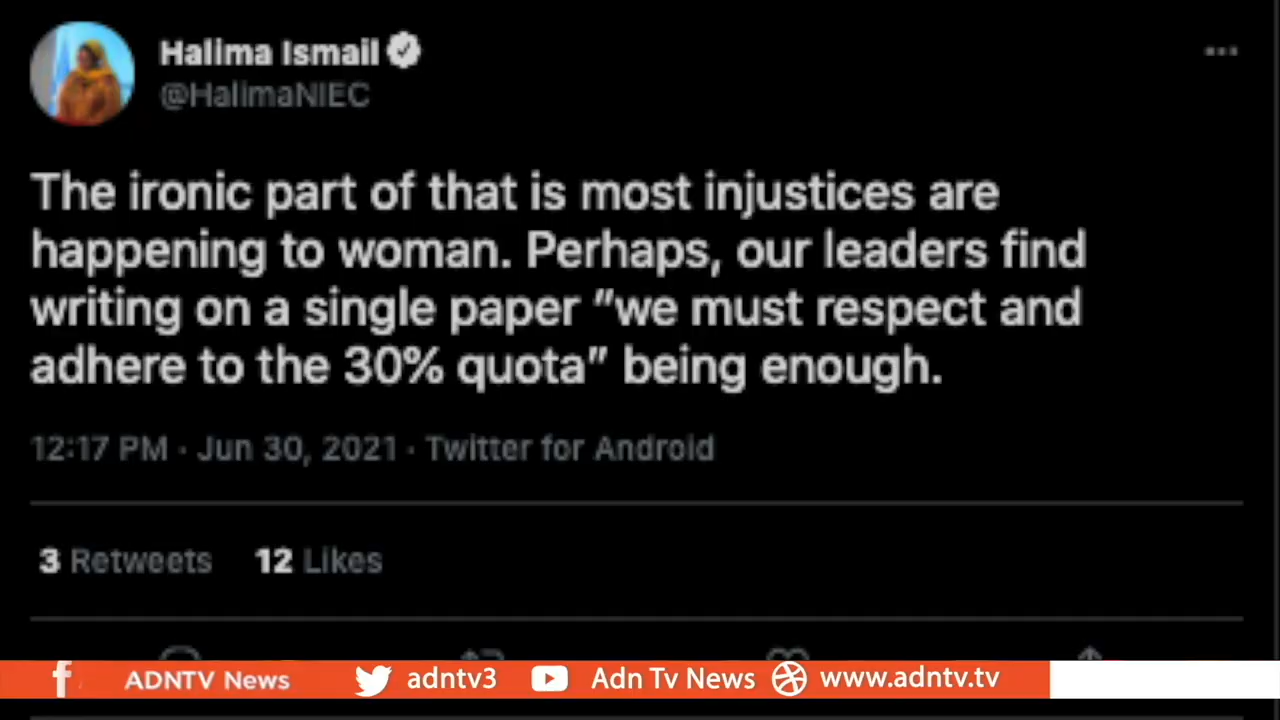 Halima Ismail
@HalimaNIEC
The ironic part of that is most injustices are
happening to woman. Perhaps, our leaders find
writing on a single paper "we must respect and
adhere to the 30% quota" being enough.
12:17 PM · Jun 30, 2021 · Twitter for Android
3 Retweets 12 Likes
ADNTV News adntv3 Adn Tv News www.adntv.tv